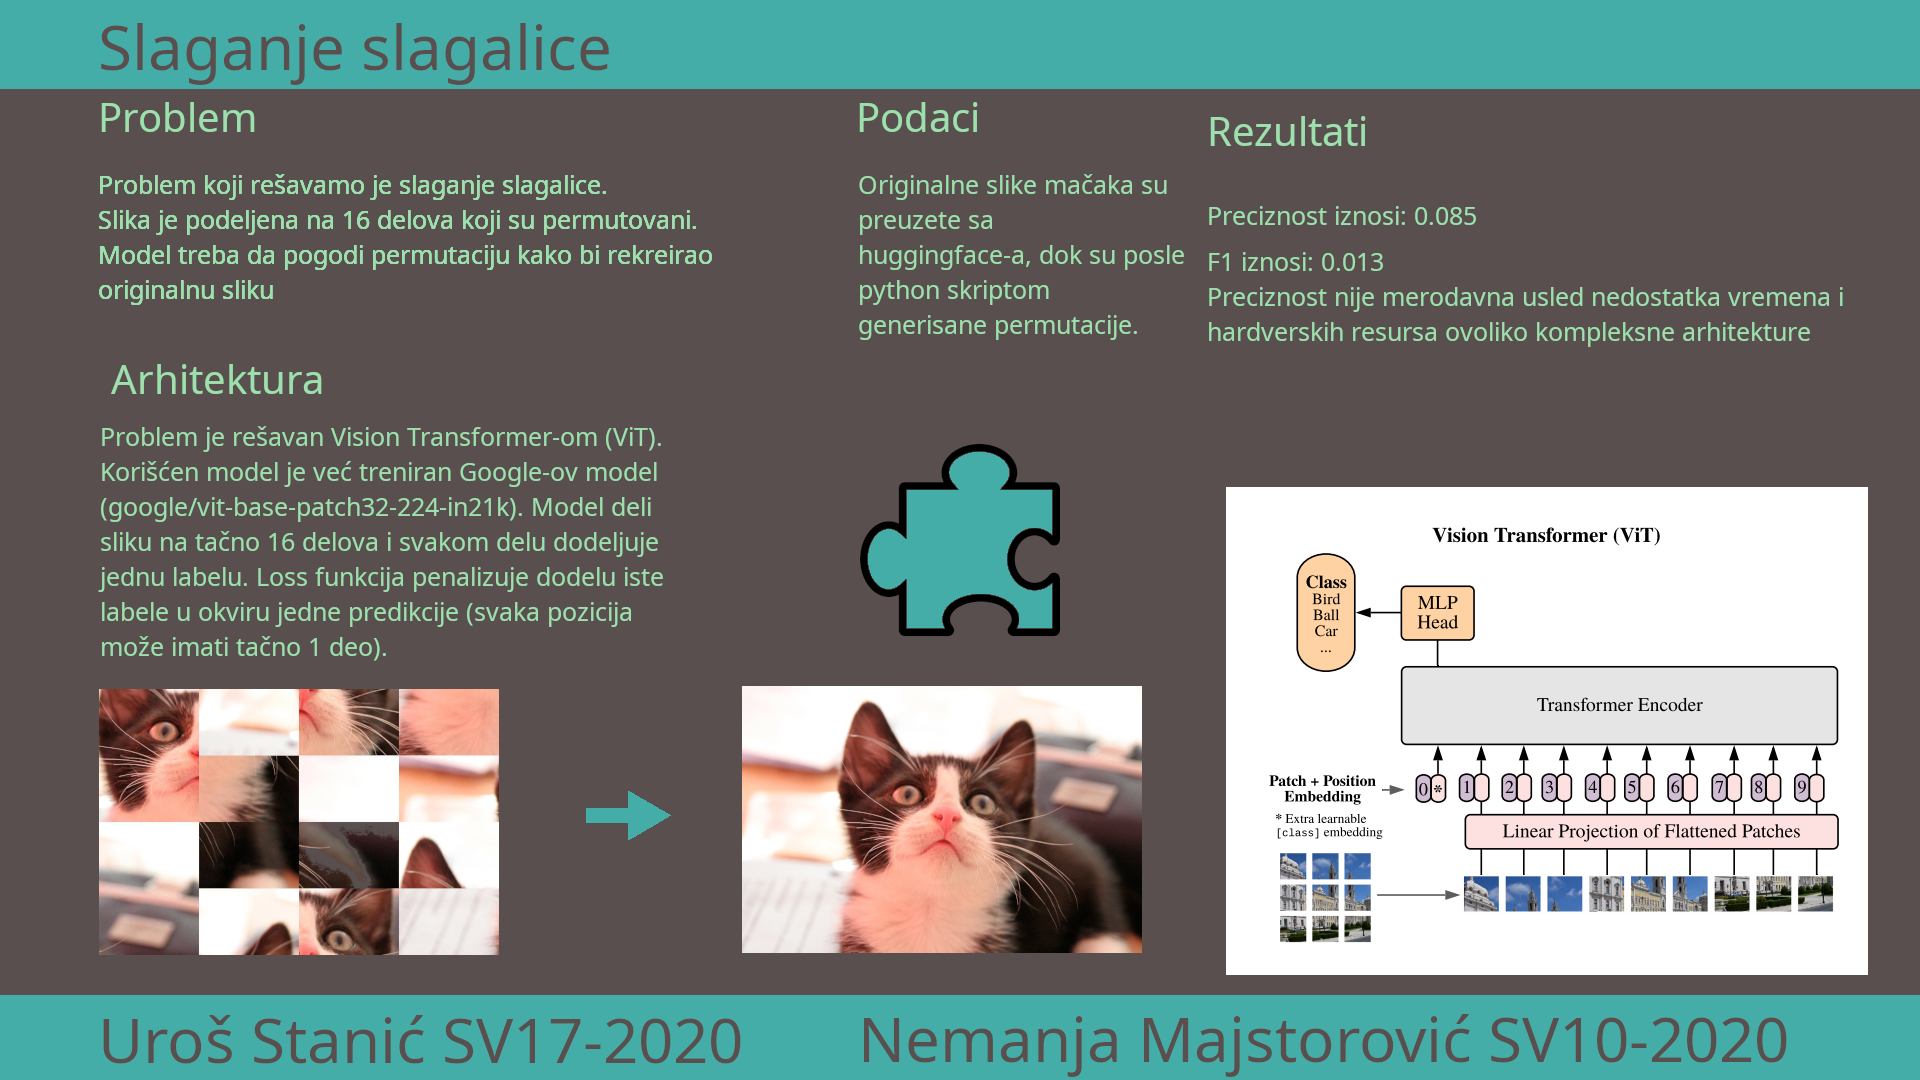 Slaganje slagalice
Problem
Problem koji rešavamo je slaganje slagalice.
Slika je podeljena na 16 delova koji su permutovani.
Model treba da pogodi permutaciju kako bi rekreirao
originalnu sliku
Arhitektura
Problem je rešavan Vision Transformer-om (ViT).
Korišćen model je već treniran Google-ov model
(google/vit-base-patch32-224-in21k). Model deli
sliku na tačno 16 delova i svakom delu dodeljuje
jednu labelu. Loss funkcija penalizuje dodelu iste
labele u okviru jedne predikcije (svaka pozicija
može imati tačno 1 deo).
Podaci
Originalne slike mačaka su
preuzete sa
huggingface-a, dok su posle
python skriptom
generisane permutacije.
Rezultati
Preciznost iznosi: 0.085
F1 iznosi: 0.013
Preciznost nije merodavna usled nedostatka vremena i
hardverskih resursa ovoliko kompleksne arhitekture
Vision Transformer (ViT)
Class
Bird
Ball
Car
...
MLP
Head
Transformer Encoder
Patch + Position
Embedding
* Extra learnable
[class] embedding
0 * 1 2 3 4 5 6 7 8 9
Linear Projection of Flattened Patches
Uroš Stanić SV17-2020
Nemanja Majstorović SV10-2020